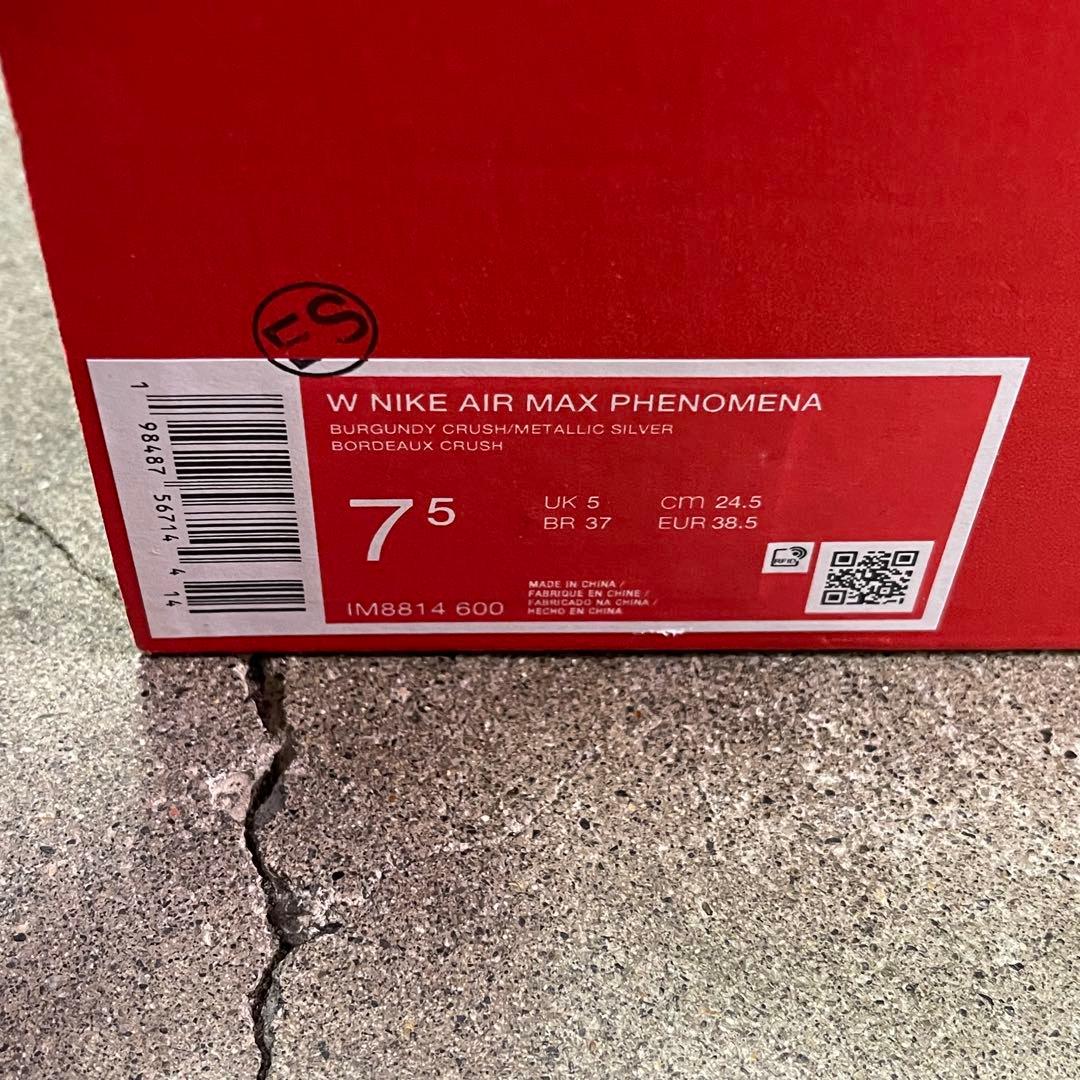 ES
W NIKE AIR MAX PHENOMENA
BURGUNDY CRUSH/METALLIC SILVER
BORDEAUX CRUSH
7 5
UK 5 cm 24.5
BR 37 EUR 38.5
RFID
IM8814 600
MADE IN CHINA /
FABRIQUE EN CHINE /
FABRICADO NA CHINA /
HECHO EN CHINA
1 98487 56714 4 14